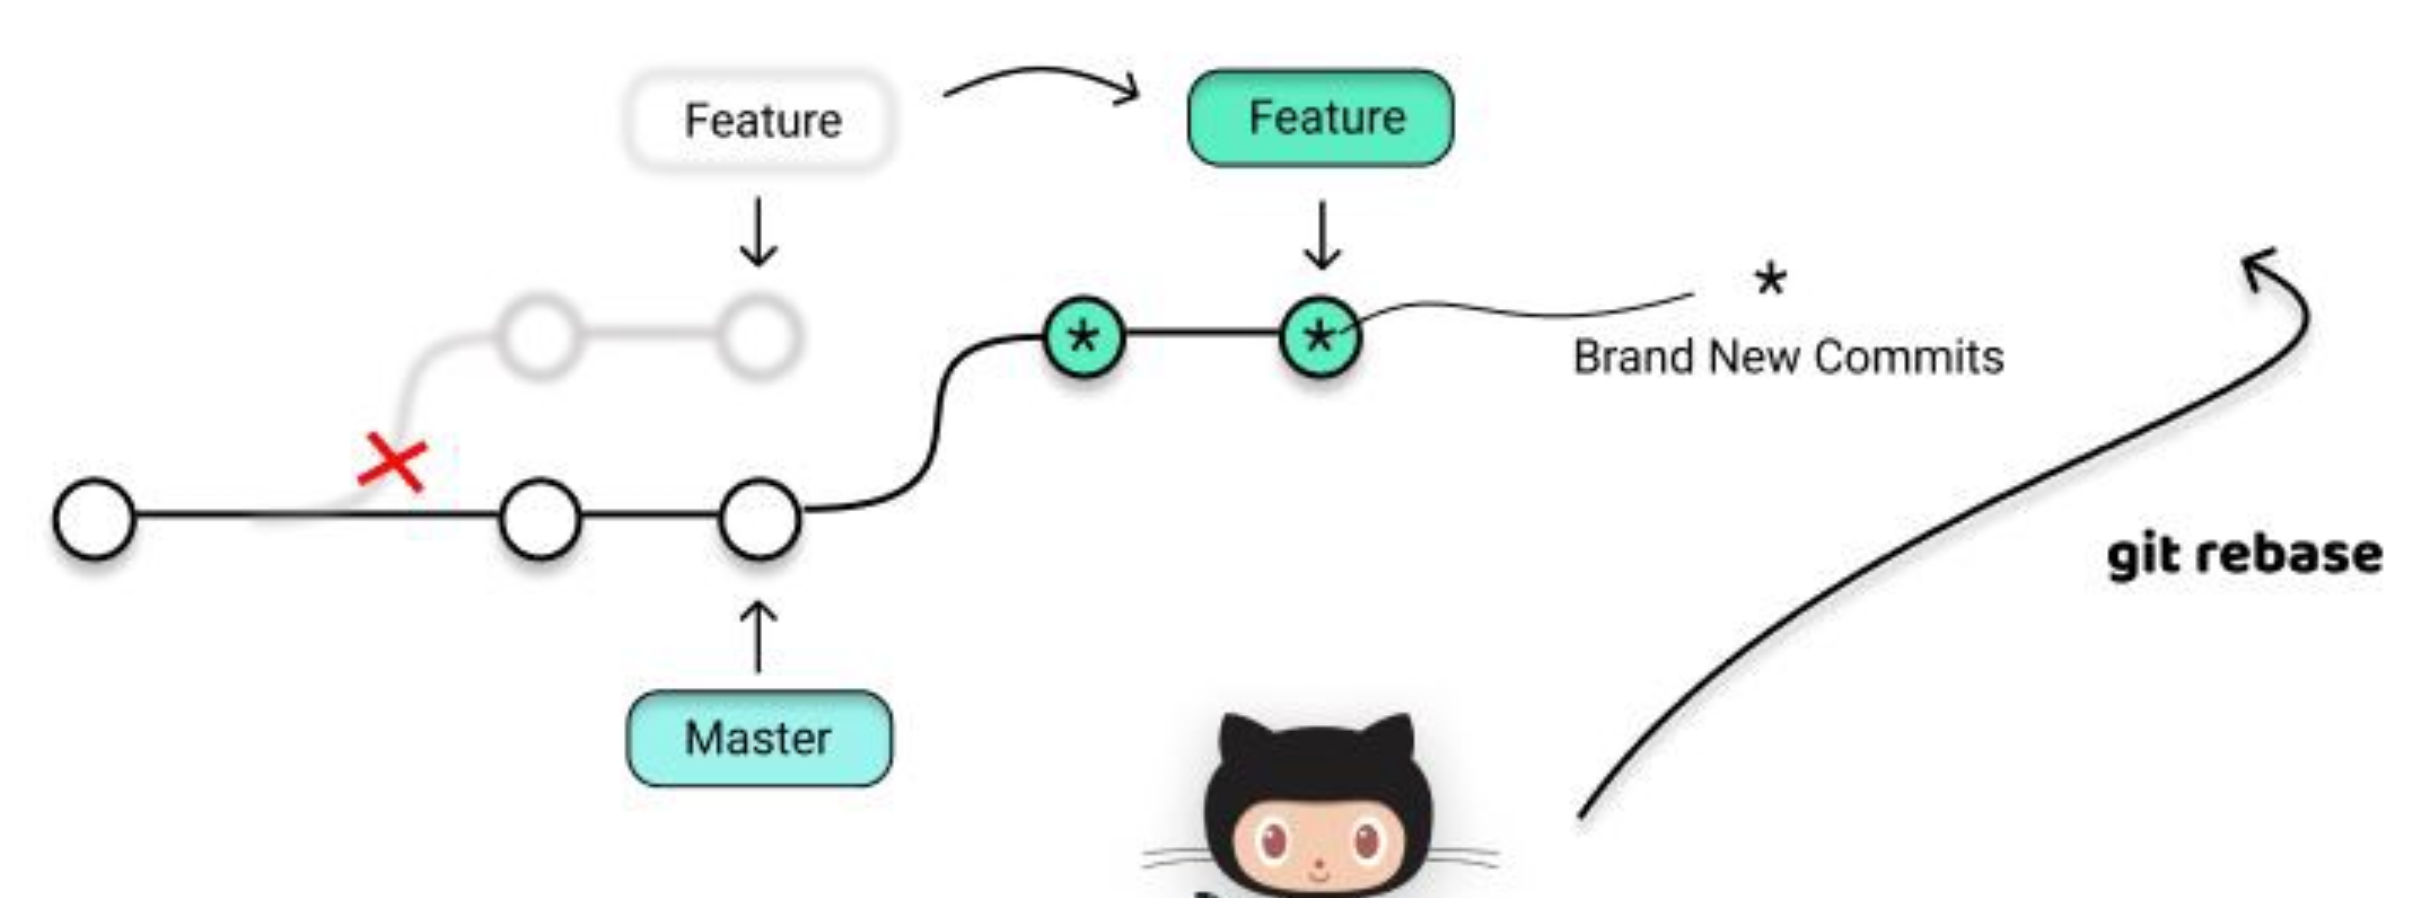 Feature
Feature
*
* *
Brand New Commits
git rebase
Master